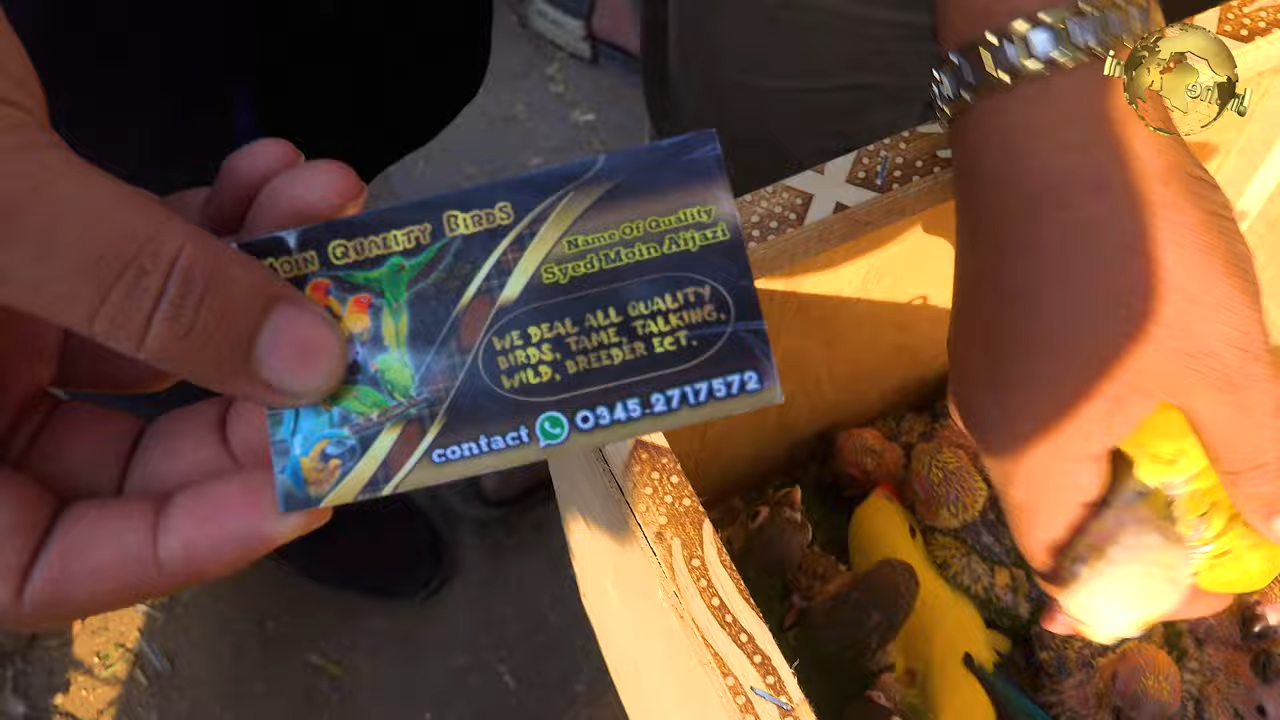 MOIN QUALITY BIRDS
Name Of Quality
Syed Moin Aijazi
WE DEAL ALL QUALITY
BIRDS, TAME, TALKING,
WILD, BREEDER ECT.
contact 0345-2717572